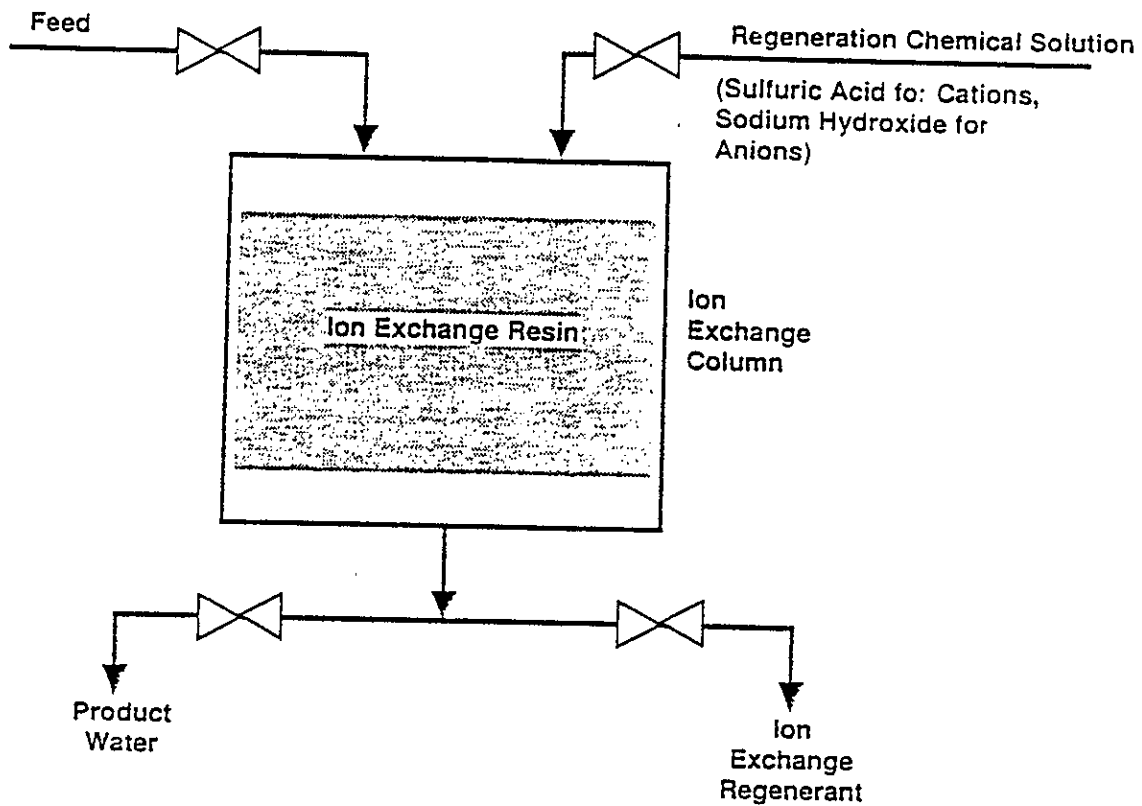 Feed
Regeneration Chemical Solution
(Sulfuric Acid fo: Cations,
Sodium Hydroxide for
Anions)
Ion Exchange Resin
Ion
Exchange
Column
Product
Water
Ion
Exchange
Regenerant